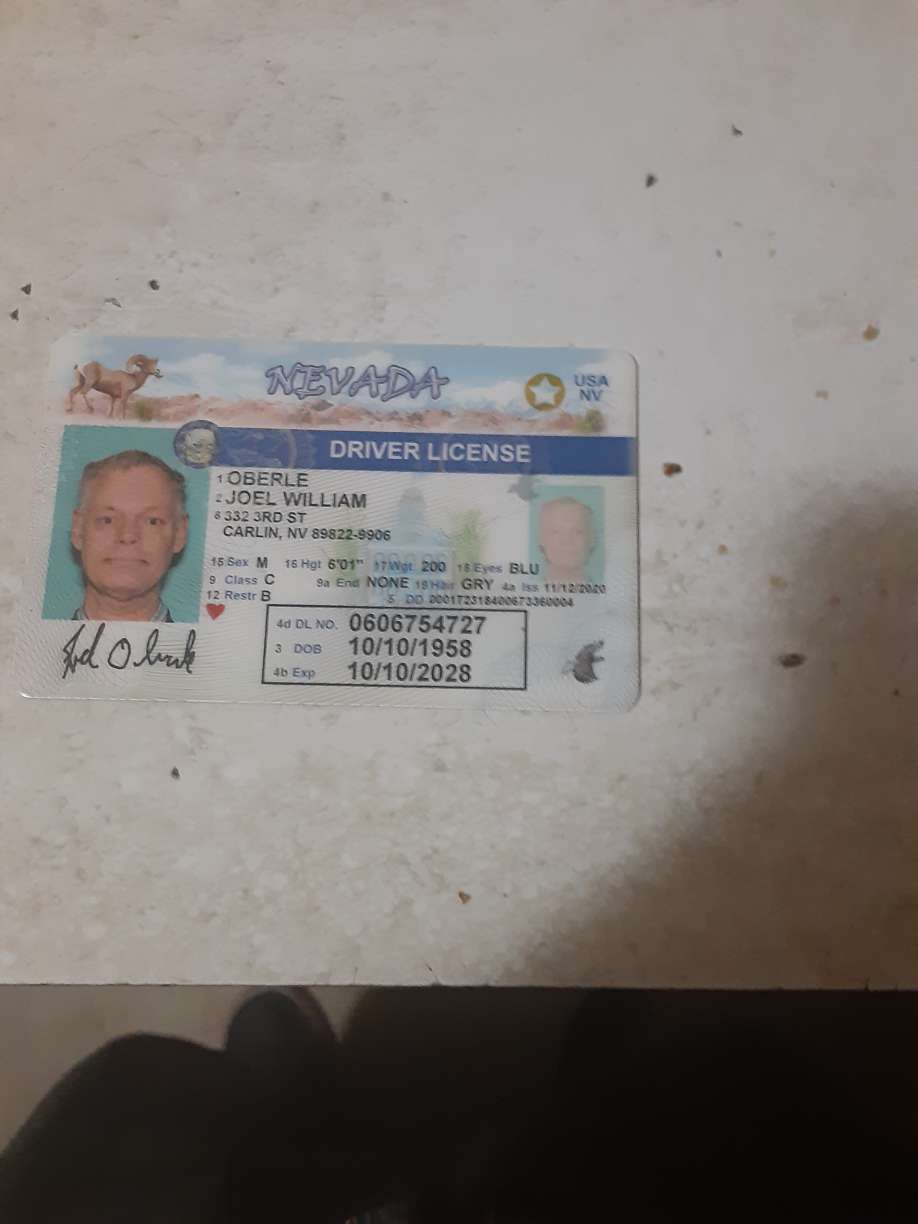 NEVADA
USA
NV
DRIVER LICENSE
1 OBERLE
2 JOEL WILLIAM
8 332 3RD ST
CARLIN, NV 89822-9906
15 Sex M 16 Hgt 6'01" 17 Wgt 200 18 Eyes BLU
9 Class C 9a End NONE 19 Hair GRY 4a Iss 11/12/2020
12 Restr B 5 DD 000172318400673360004
4d DL NO. 0606754727
3 DOB 10/10/1958
4b Exp 10/10/2028